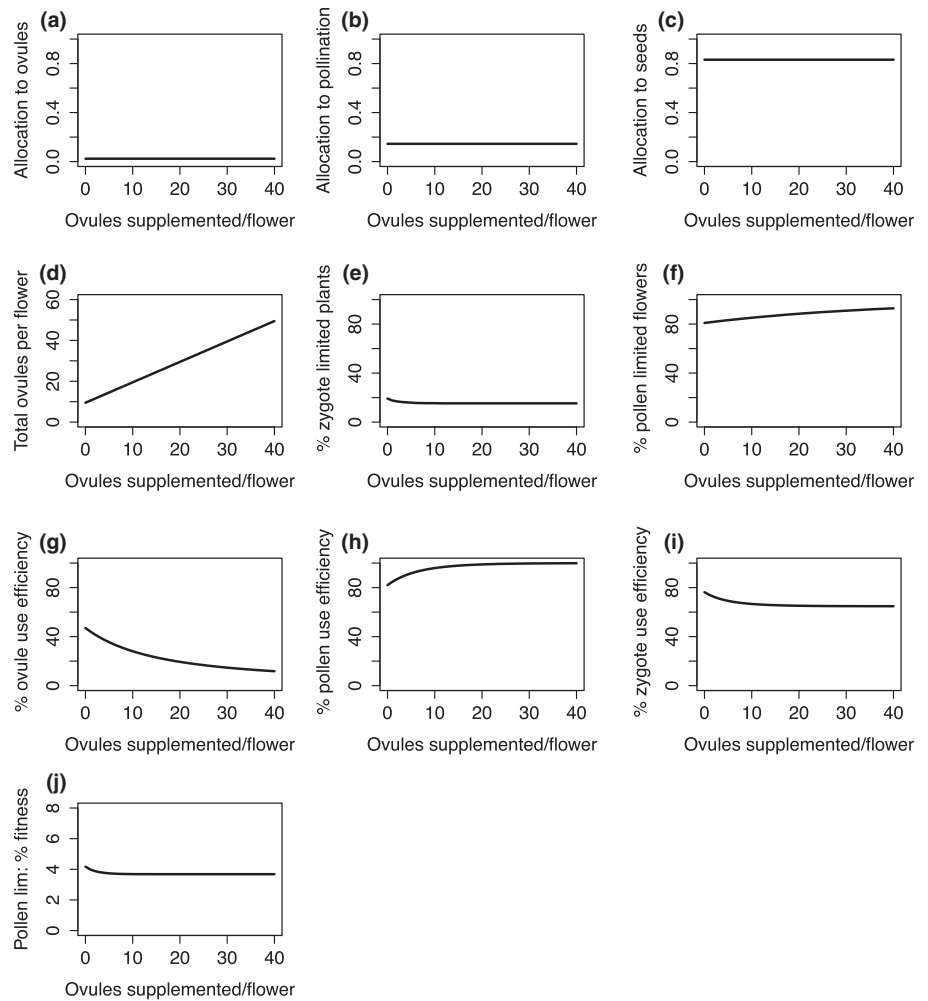 (a)
Allocation to ovules
0.0 0.4 0.8
0 10 20 30 40
Ovules supplemented/flower
(b)
Allocation to pollination
0.0 0.4 0.8
0 10 20 30 40
Ovules supplemented/flower
(c)
Allocation to seeds
0.0 0.4 0.8
0 10 20 30 40
Ovules supplemented/flower
(d)
Total ovules per flower
0 20 40 60
0 10 20 30 40
Ovules supplemented/flower
(e)
% zygote limited plants
0 40 80
0 10 20 30 40
Ovules supplemented/flower
(f)
% pollen limited flowers
0 40 80
0 10 20 30 40
Ovules supplemented/flower
(g)
% ovule use efficiency
0 40 80
0 10 20 30 40
Ovules supplemented/flower
(h)
% pollen use efficiency
0 40 80
0 10 20 30 40
Ovules supplemented/flower
(i)
% zygote use efficiency
0 40 80
0 10 20 30 40
Ovules supplemented/flower
(j)
Pollen lim: % fitness
0 2 4 6 8
0 10 20 30 40
Ovules supplemented/flower